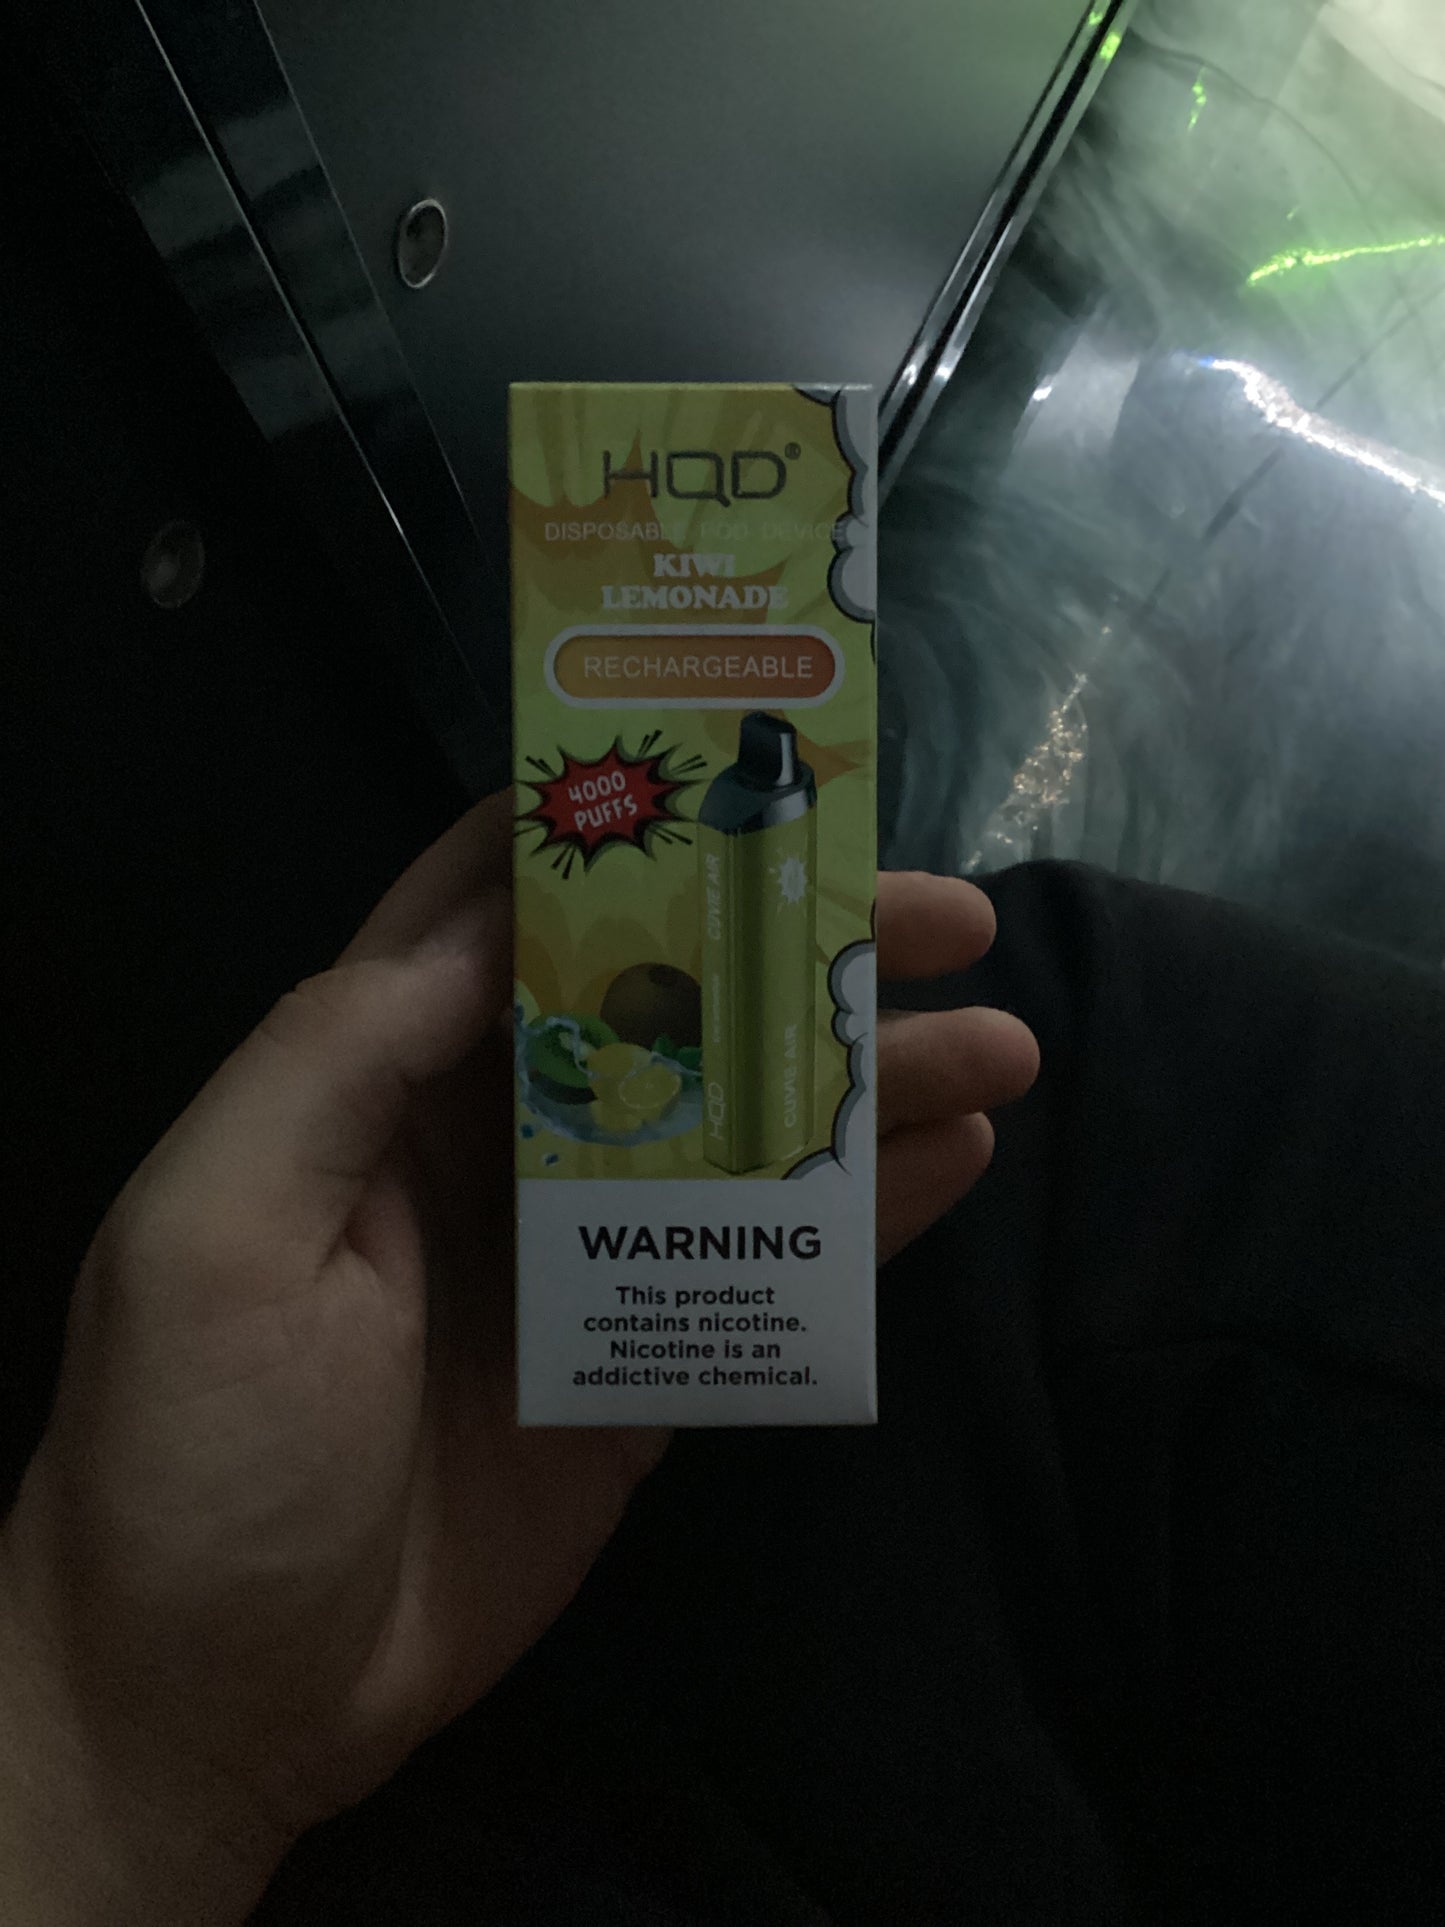 HQD®
DISPOSABLE POD DEVICE
KIWI
LEMONADE
RECHARGEABLE
4000
PUFFS
CUVIE AIR
HQD
CUVIE AIR
WARNING
This product
contains nicotine.
Nicotine is an
addictive chemical.